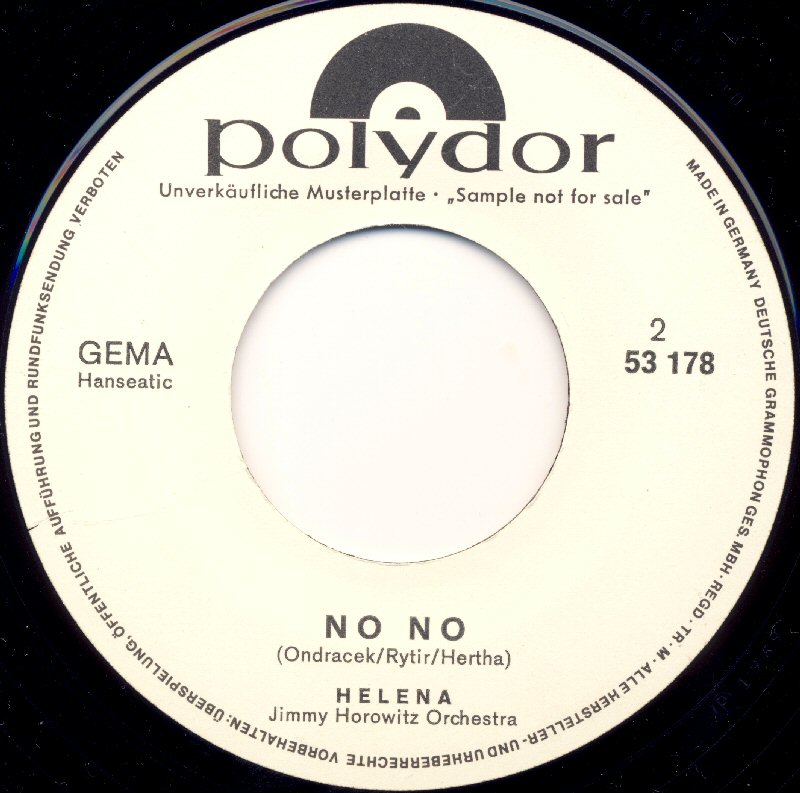 polydor
Unverkäufliche Musterplatte · „Sample not for sale"
GEMA
Hanseatic
2
53 178
NO NO
(Ondracek/Rytir/Hertha)
HELENA
Jimmy Horowitz Orchestra
MADE IN GERMANY DEUTSCHE GRAMMOPHON GES. MBH · REGD · TR · M · ALLE HERSTELLER- UND URHEBERRECHTE VORBEHALTEN: ÜBERSPIELUNG, ÖFFENTLICHE AUFFÜHRUNG UND RUNDFUNKSENDUNG VERBOTEN